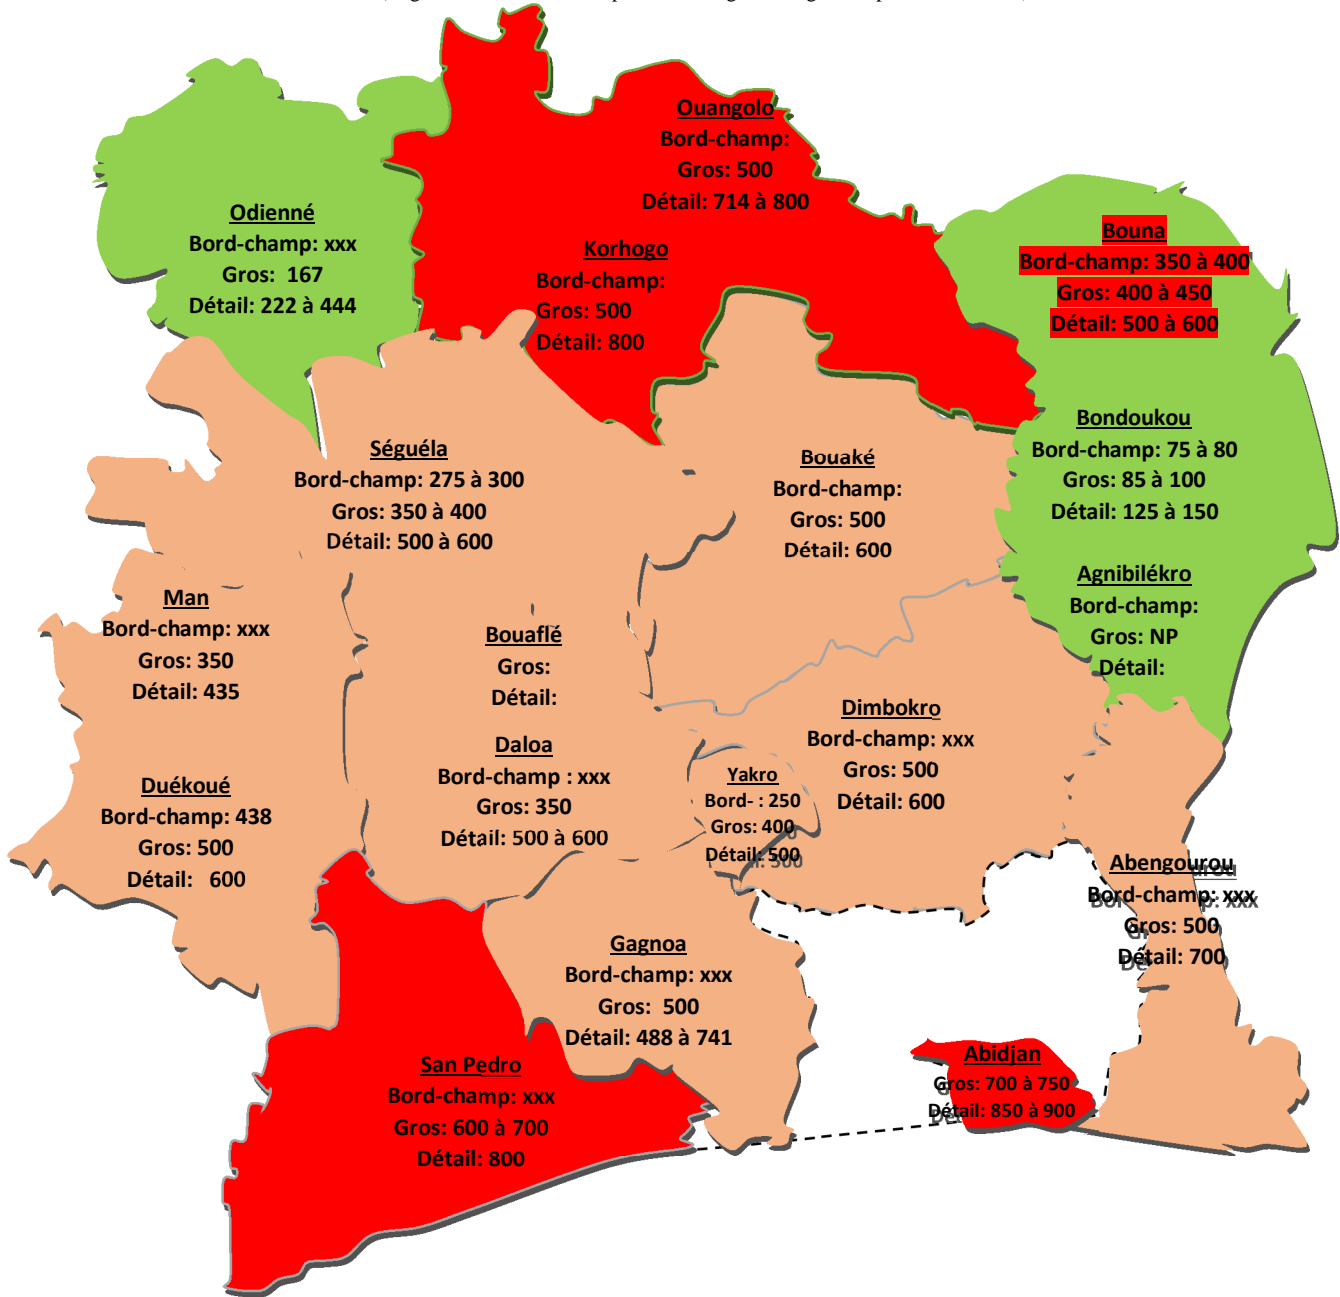 Ouangolo
Bord-champ:
Gros: 500
Détail: 714 à 800
Odienné
Bord-champ: xxx
Gros: 167
Détail: 222 à 444
Korhogo
Bord-champ:
Gros: 500
Détail: 800
Bouna
Bord-champ: 350 à 400
Gros: 400 à 450
Détail: 500 à 600
Séguéla
Bord-champ: 275 à 300
Gros: 350 à 400
Détail: 500 à 600
Bouaké
Bord-champ:
Gros: 500
Détail: 600
Bondoukou
Bord-champ: 75 à 80
Gros: 85 à 100
Détail: 125 à 150
Agnibilékro
Bord-champ:
Gros: NP
Détail:
Man
Bord-champ: xxx
Gros: 350
Détail: 435
Bouaflé
Gros:
Détail:
Daloa
Bord-champ : xxx
Gros: 350
Détail: 500 à 600
Dimbokro
Bord-champ: xxx
Gros: 500
Détail: 600
Yakro
Bord- : 250
Gros: 400
Détail: 500
Duékoué
Bord-champ: 438
Gros: 500
Détail: 600
Abengourou
Bord-champ: xxx
Gros: 500
Détail: 700
Gagnoa
Bord-champ: xxx
Gros: 500
Détail: 488 à 741
San Pedro
Bord-champ: xxx
Gros: 600 à 700
Détail: 800
Abidjan
Gros: 700 à 750
Détail: 850 à 900